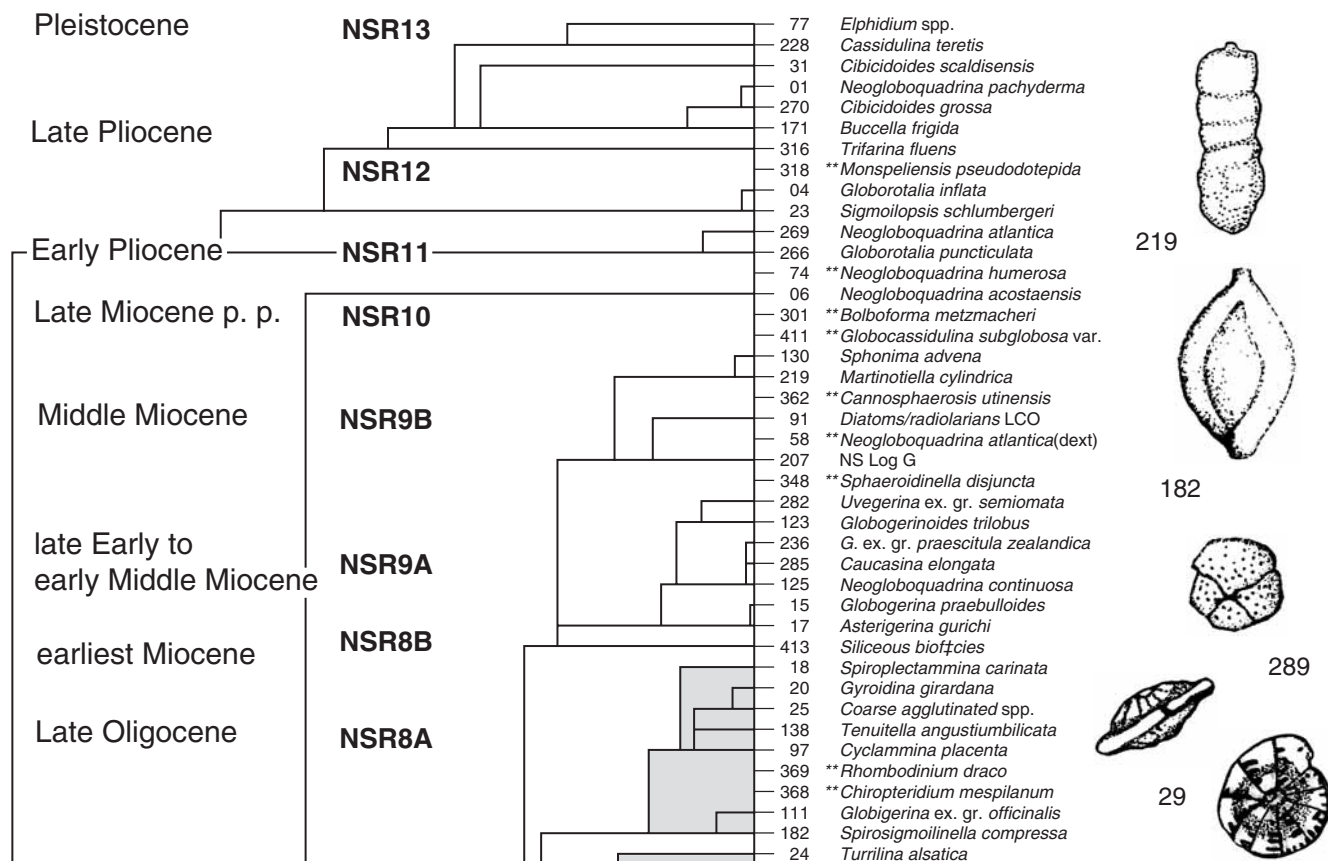 Pleistocene NSR13
Late Pliocene
NSR12
Early Pliocene NSR11
Late Miocene p. p. NSR10
Middle Miocene NSR9B
late Early to
early Middle Miocene NSR9A
NSR8B
earliest Miocene
Late Oligocene NSR8A
77 Elphidium spp.
228 Cassidulina teretis
31 Cibicidoides scaldisensis
01 Neogloboquadrina pachyderma
270 Cibicidoides grossa
171 Buccella frigida
316 Trifarina fluens
318 **Monspeliensis pseudodotepida
04 Globorotalia inflata
23 Sigmoilopsis schlumbergeri
269 Neogloboquadrina atlantica
266 Globorotalia puncticulata
74 **Neogloboquadrina humerosa
06 Neogloboquadrina acostaensis
301 **Bolboforma metzmacheri
411 **Globocassidulina subglobosa var.
130 Sphonima advena
219 Martinotiella cylindrica
362 **Cannosphaerosis utinensis
91 Diatoms/radiolarians LCO
58 **Neogloboquadrina atlantica(dext)
207 NS Log G
348 **Sphaeroidinella disjuncta
282 Uvegerina ex. gr. semiomata
123 Globogerinoides trilobus
236 G. ex. gr. praescitula zealandica
285 Caucasina elongata
125 Neogloboquadrina continuosa
15 Globogerina praebulloides
17 Asterigerina gurichi
413 Siliceous biof‡cies
18 Spiroplectammina carinata
20 Gyroidina girardana
25 Coarse agglutinated spp.
138 Tenuitella angustiumbilicata
97 Cyclammina placenta
369 **Rhombodinium draco
368 **Chiropteridium mespilanum
111 Globigerina ex. gr. officinalis
182 Spirosigmoilinella compressa
24 Turrilina alsatica
219
182
289
29